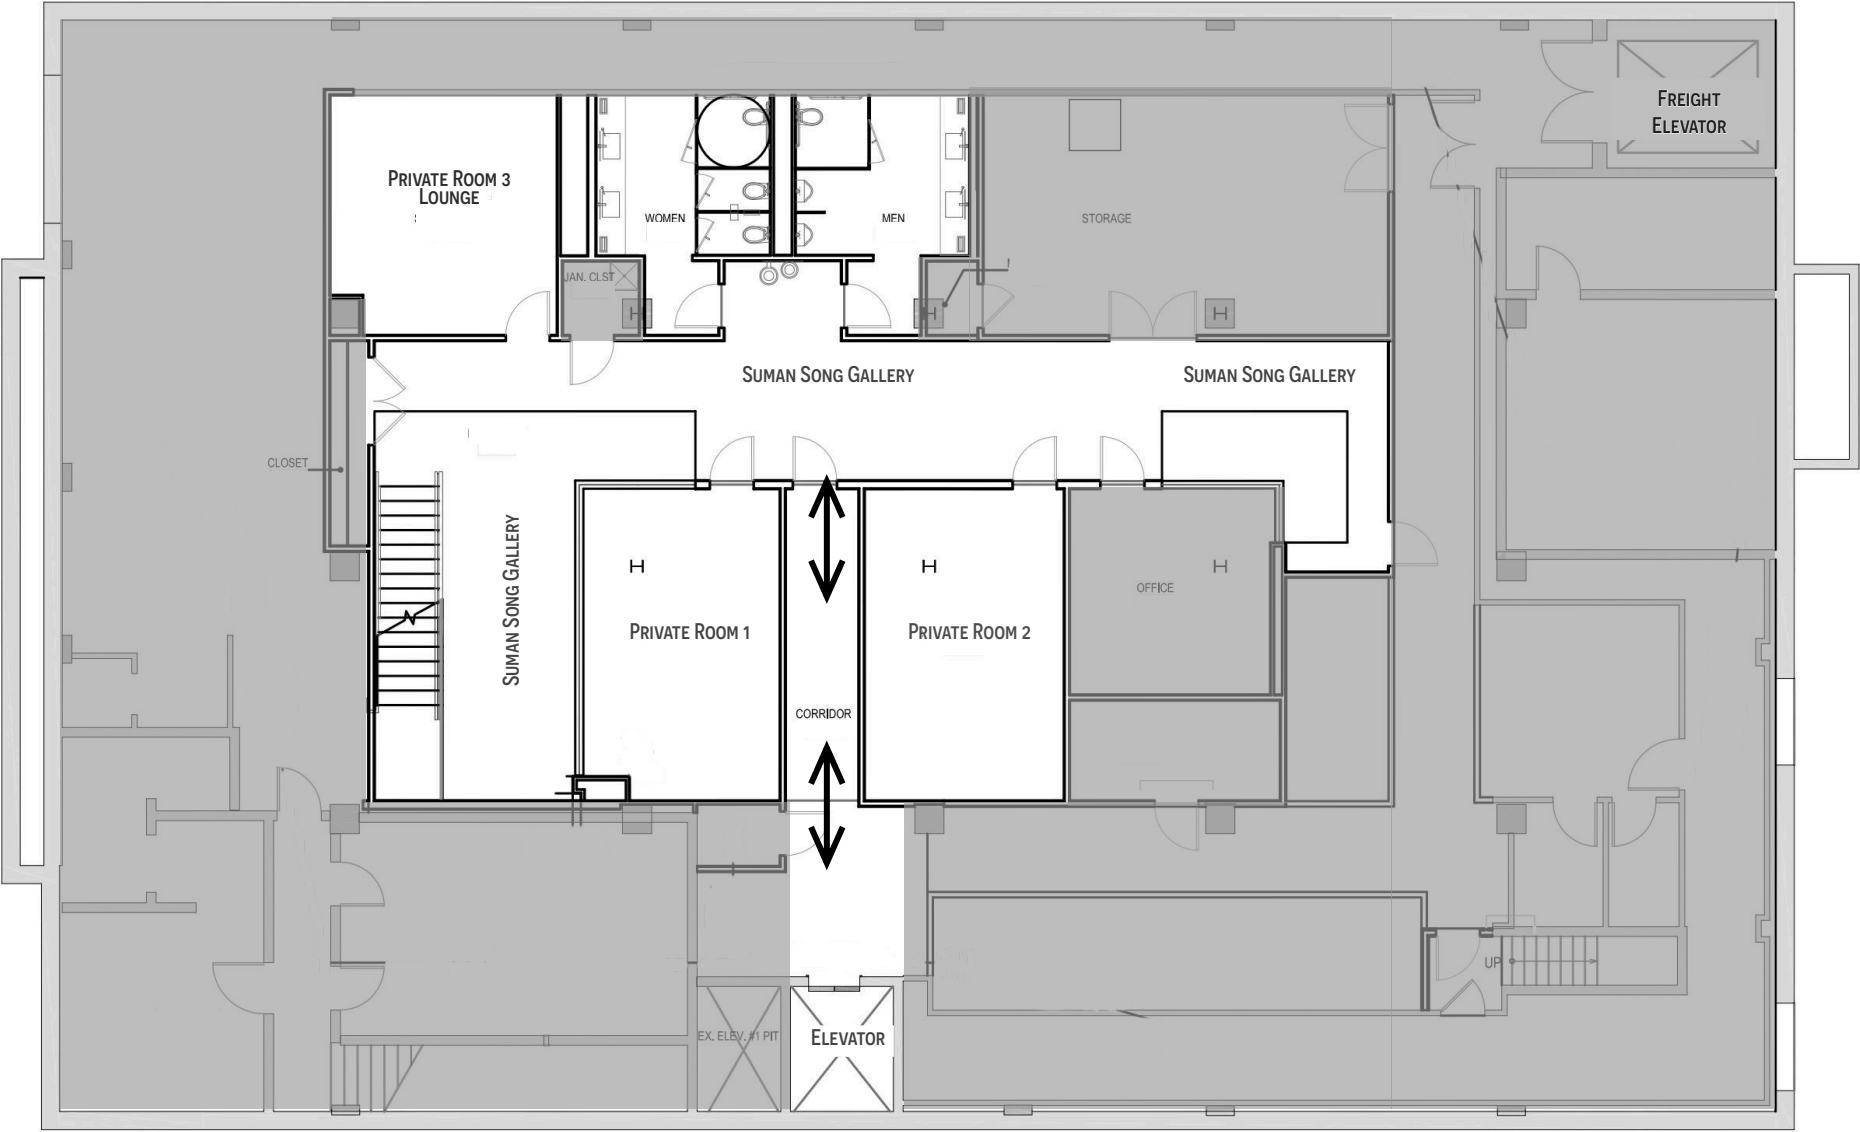 FREIGHT
ELEVATOR
PRIVATE ROOM 3
LOUNGE
WOMEN
MEN
STORAGE
JAN. CLST
H
H
H
SUMAN SONG GALLERY
SUMAN SONG GALLERY
CLOSET
SUMAN SONG GALLERY
H
H
H
OFFICE
PRIVATE ROOM 1
PRIVATE ROOM 2
CORRIDOR
UP
EX. ELEV. #1 PIT
ELEVATOR